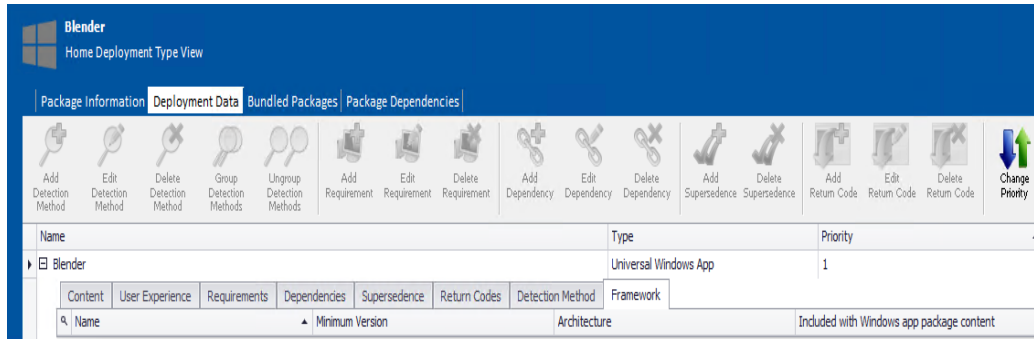 Blender
Home Deployment Type View
Package Information Deployment Data Bundled Packages Package Dependencies
Add Detection Method
Edit Detection Method
Delete Detection Method
Group Detection Methods
Ungroup Detection Methods
Add Requirement
Edit Requirement
Delete Requirement
Add Dependency
Edit Dependency
Delete Dependency
Add Supersedence
Delete Supersedence
Add Return Code
Edit Return Code
Delete Return Code
Change Priority
Name Type Priority
Blender Universal Windows App 1
Content User Experience Requirements Dependencies Supersedence Return Codes Detection Method Framework
Name Minimum Version Architecture Included with Windows app package content